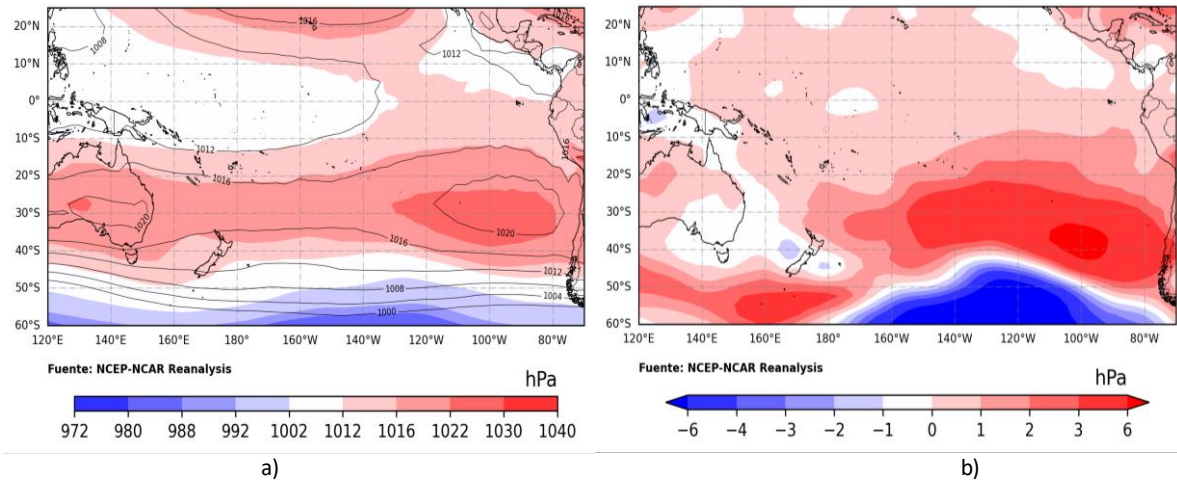 1016
1008
1012
1016
1012
1016
1020
1020
1016
1012
1008
1004
1000
20°N
10°N
0°
10°S
20°S
30°S
40°S
50°S
60°S
120°E 140°E 160°E 180° 160°W 140°W 120°W 100°W 80°W
Fuente: NCEP-NCAR Reanalysis
hPa
972 980 988 992 1002 1012 1016 1022 1030 1040
a)
20°N
10°N
0°
10°S
20°S
30°S
40°S
50°S
60°S
120°E 140°E 160°E 180° 160°W 140°W 120°W 100°W 80°W
Fuente: NCEP-NCAR Reanalysis
hPa
−6 −4 −3 −2 −1 0 1 2 3 6
b)